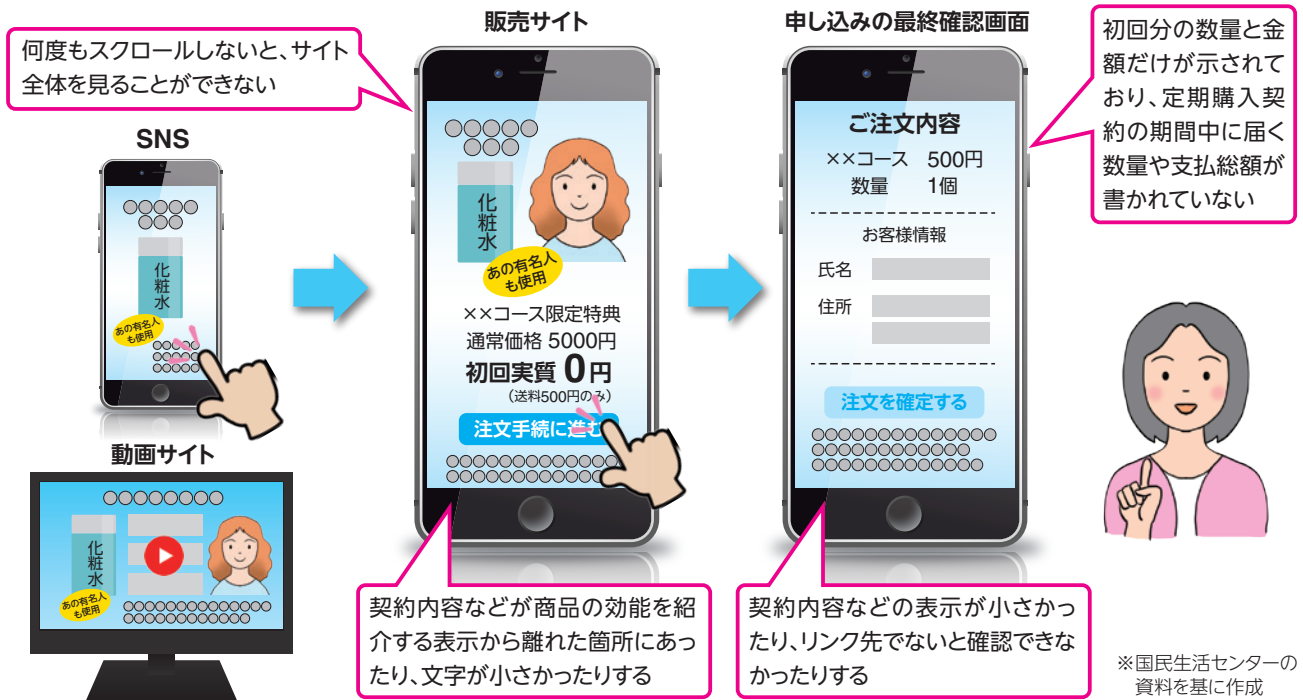 何度もスクロールしないと、サイト
全体を見ることができない
SNS
化粧水
あの有名人
も使用
動画サイト
化粧水
あの有名人
も使用
販売サイト
化粧水
あの有名人
も使用
××コース限定特典
通常価格 5000円
初回実質 0円
(送料500円のみ)
注文手続に進む
契約内容などが商品の効能を紹
介する表示から離れた箇所にあっ
たり、文字が小さかったりする
申し込みの最終確認画面
ご注文内容
××コース 500円
数量 1個
お客様情報
氏名
住所
注文を確定する
契約内容などの表示が小さかっ
たり、リンク先でないと確認できな
かったりする
初回分の数量と金
額だけが示されて
おり、定期購入契
約の期間中に届く
数量や支払総額が
書かれていない
※国民生活センターの
資料を基に作成